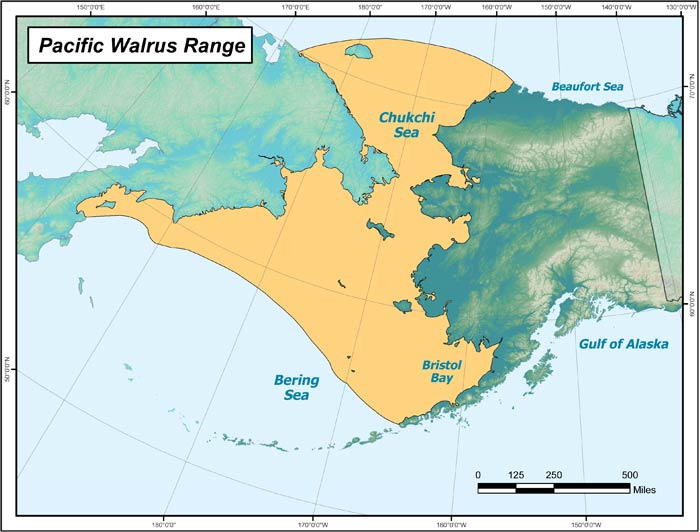 150°0'0"E
160°0'0"E
170°0'0"E
180°0'0"
170°0'0"W
160°0'0"W
150°0'0"W
140°0'0"W
130°0'0"W
Pacific Walrus Range
60°0'0"N
70°0'0"N
Beaufort Sea
Chukchi
Sea
60°0'0"N
Gulf of Alaska
Bristol
Bay
Bering
Sea
50°0'0"N
0 125 250 500
Miles
180°0'0"
170°0'0"W
160°0'0"W
150°0'0"W